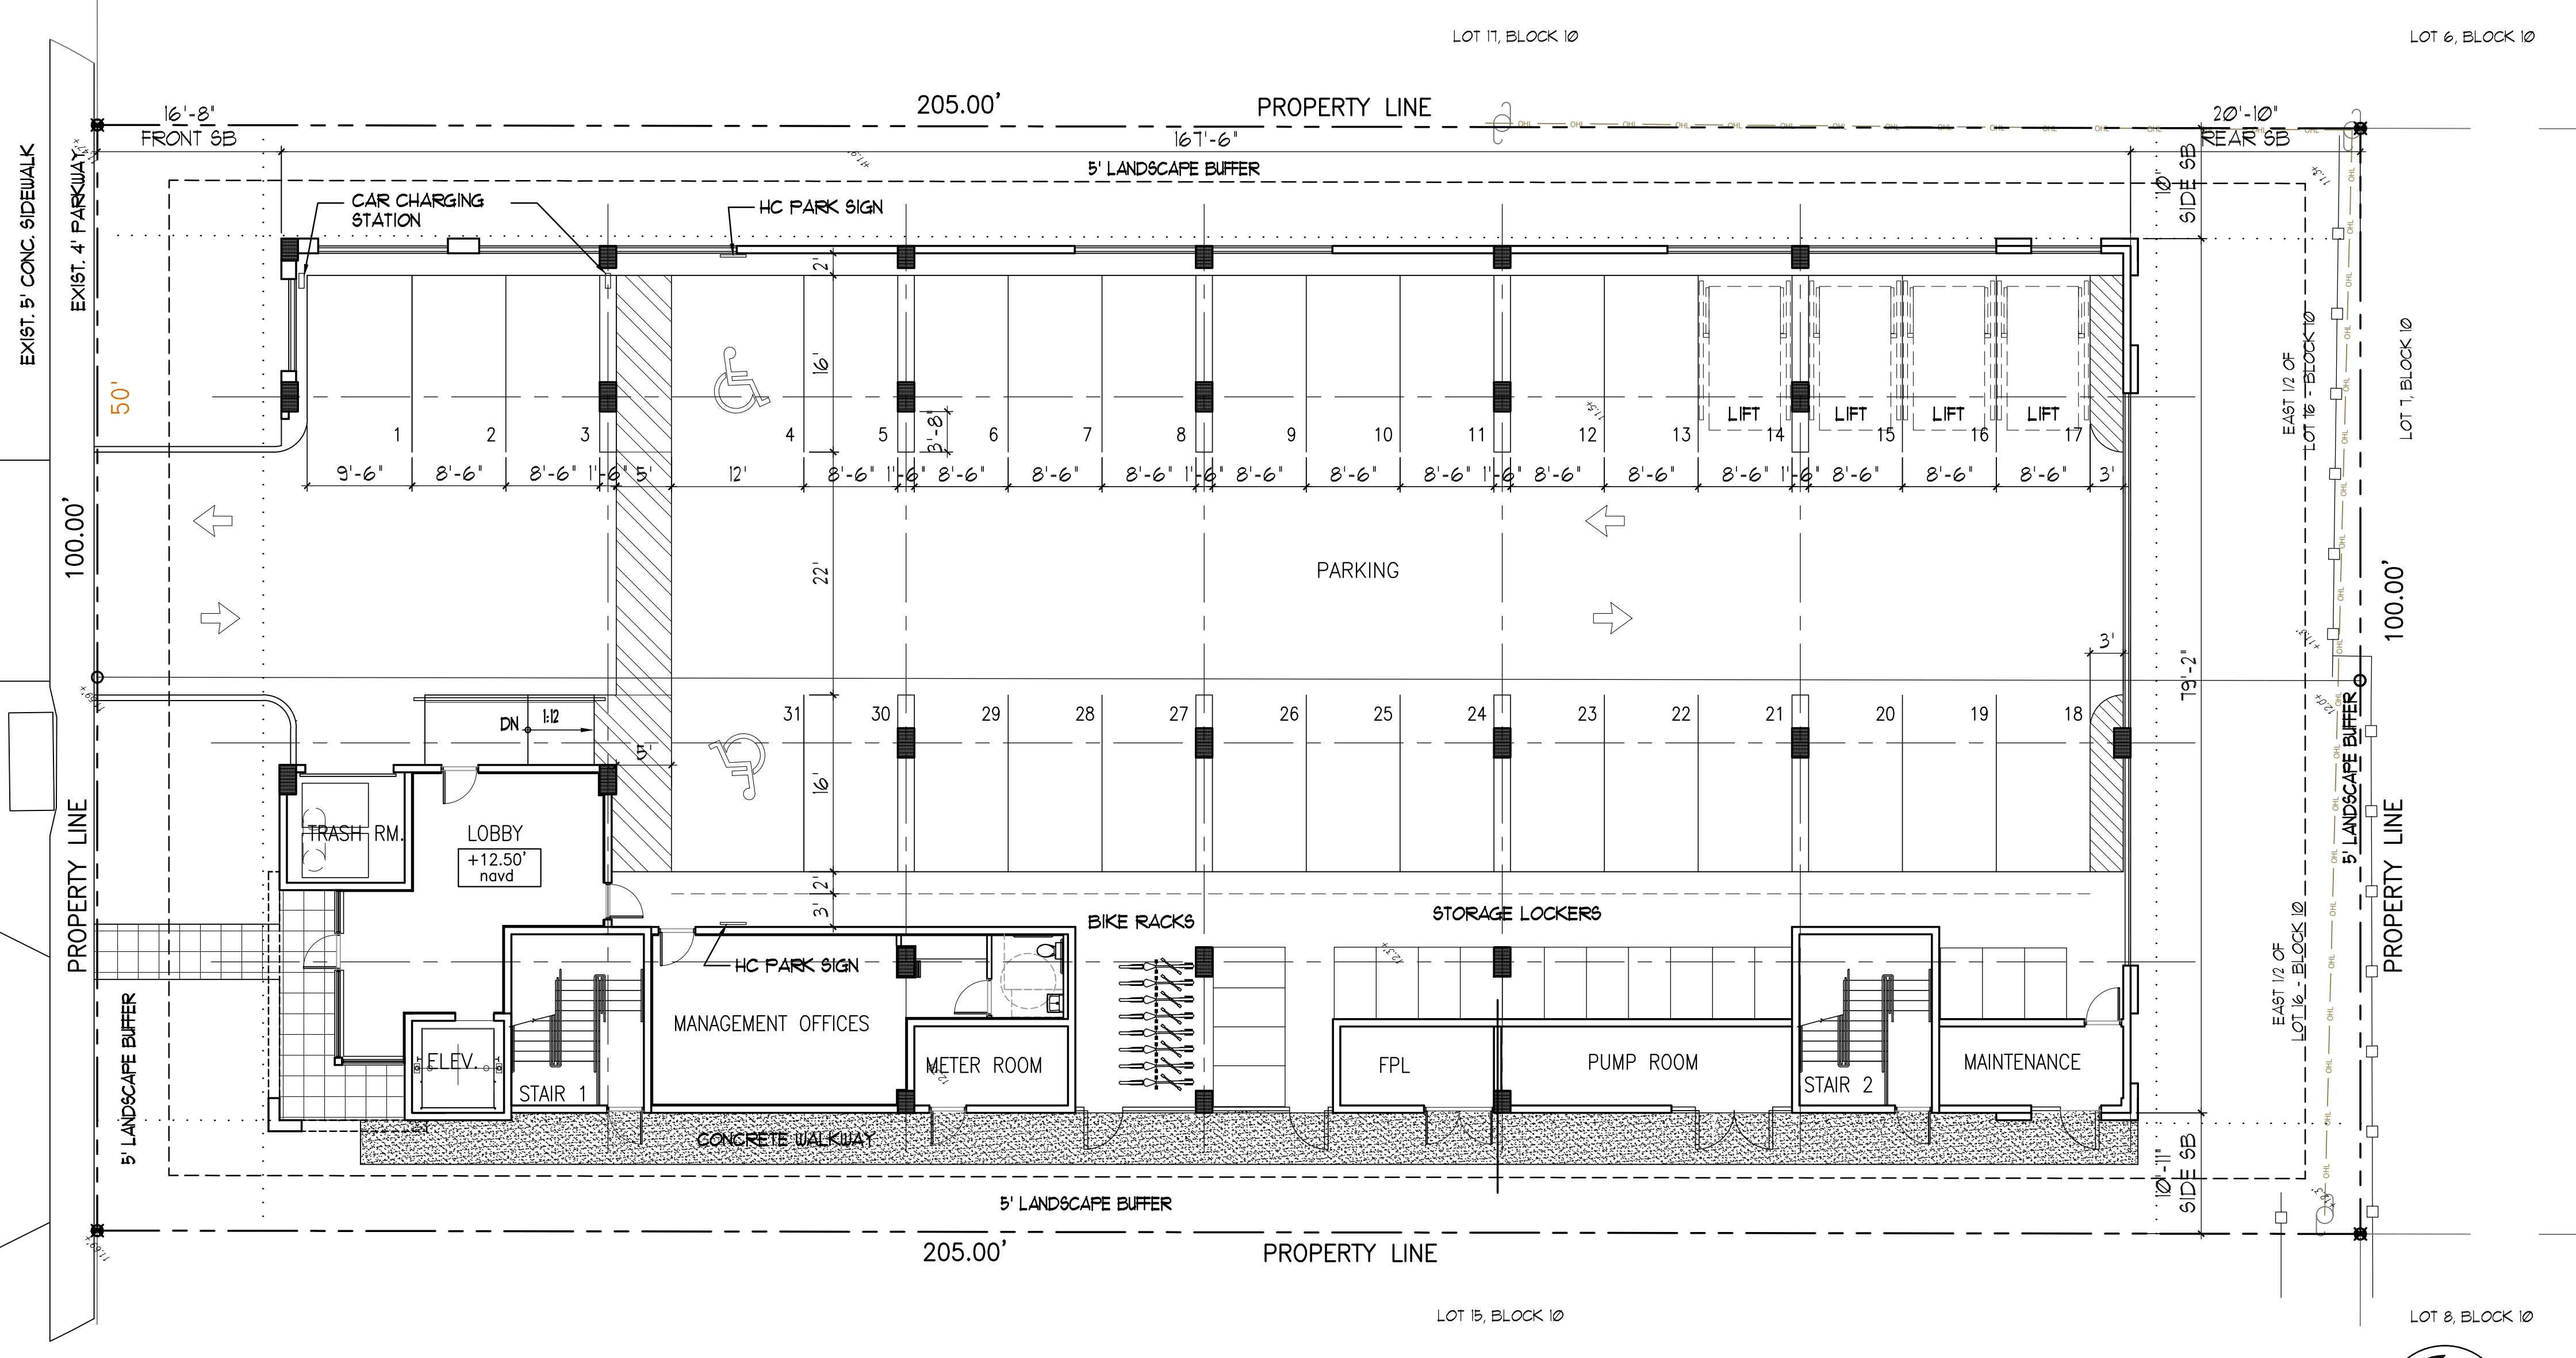 LOT 17, BLOCK 10
LOT 6, BLOCK 10
16'-8"
FRONT SB
205.00'
PROPERTY LINE
20'-10"
REAR SB
167'-6"
5' LANDSCAPE BUFFER
10"
SIDE SB
EXIST. 5' CONC. SIDEWALK
EXIST. 4' PARKWAY
CAR CHARGING
STATION
HC PARK SIGN
2'
16'
50'
3'-8"
LIFT
LIFT
LIFT
LIFT
EAST 1/2 OF
LOT 16 - BLOCK 10
LOT 7, BLOCK 10
1
2
3
4
5
6
7
8
9
10
11
12
13
14
15
16
17
9'-6"
8'-6"
8'-6"
1'-6"
5'
12'
8'-6"
1'-6"
8'-6"
8'-6"
8'-6"
1'-6"
8'-6"
8'-6"
8'-6"
1'-6"
8'-6"
8'-6"
8'-6"
1'-6"
8'-6"
8'-6"
8'-6"
3'
100.00'
22'
PARKING
3'
79'-2"
100.00'
31
30
29
28
27
26
25
24
23
22
21
20
19
18
DN
1:12
5'
16'
TRASH RM.
LOBBY
+12.50'
navd
PROPERTY LINE
5' LANDSCAPE BUFFER
PROPERTY LINE
2'
3'
BIKE RACKS
STORAGE LOCKERS
HC PARK SIGN
EAST 1/2 OF
LOT 16 - BLOCK 10
5' LANDSCAPE BUFFER
MANAGEMENT OFFICES
ELEV.
STAIR 1
METER ROOM
FPL
PUMP ROOM
STAIR 2
MAINTENANCE
CONCRETE WALKWAY
10'-11"
SIDE SB
5' LANDSCAPE BUFFER
205.00'
PROPERTY LINE
LOT 15, BLOCK 10
LOT 8, BLOCK 10